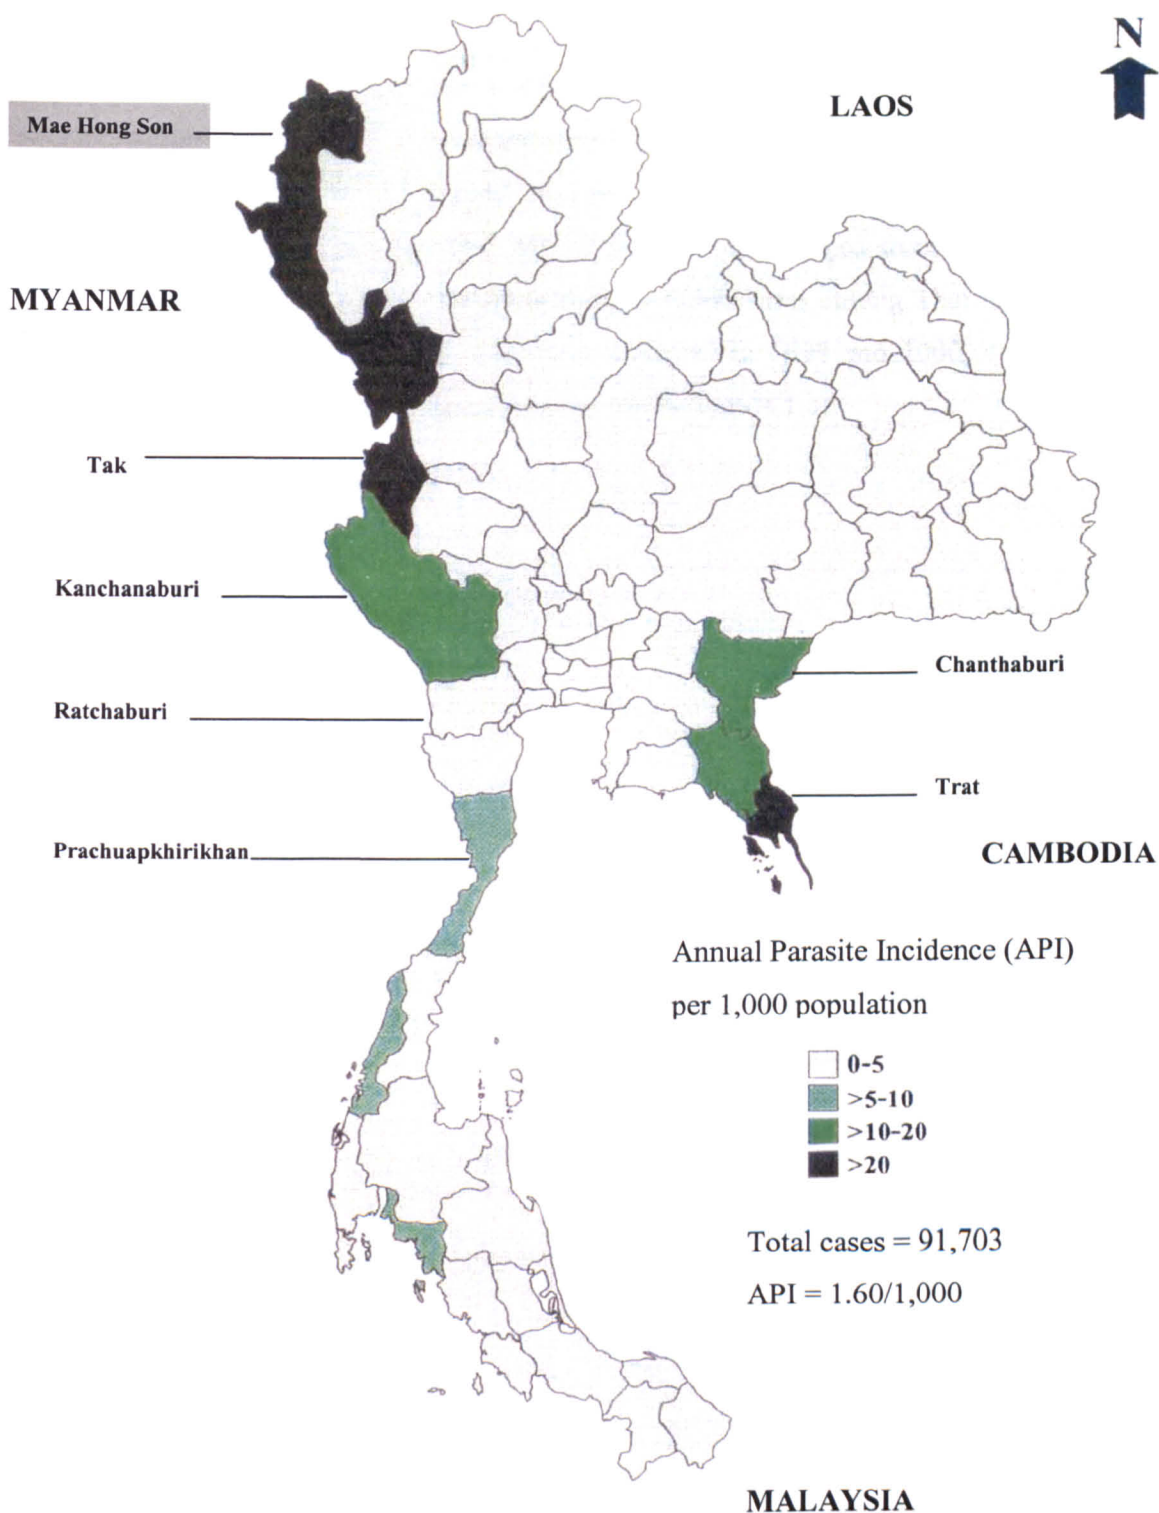 N
LAOS
Mae Hong Son
MYANMAR
Tak
Kanchanaburi
Chanthaburi
Ratchaburi
Trat
Prachuapkhirikhan
CAMBODIA
Annual Parasite Incidence (API)
per 1,000 population
0-5
>5-10
>10-20
>20
Total cases = 91,703
API = 1.60/1,000
MALAYSIA